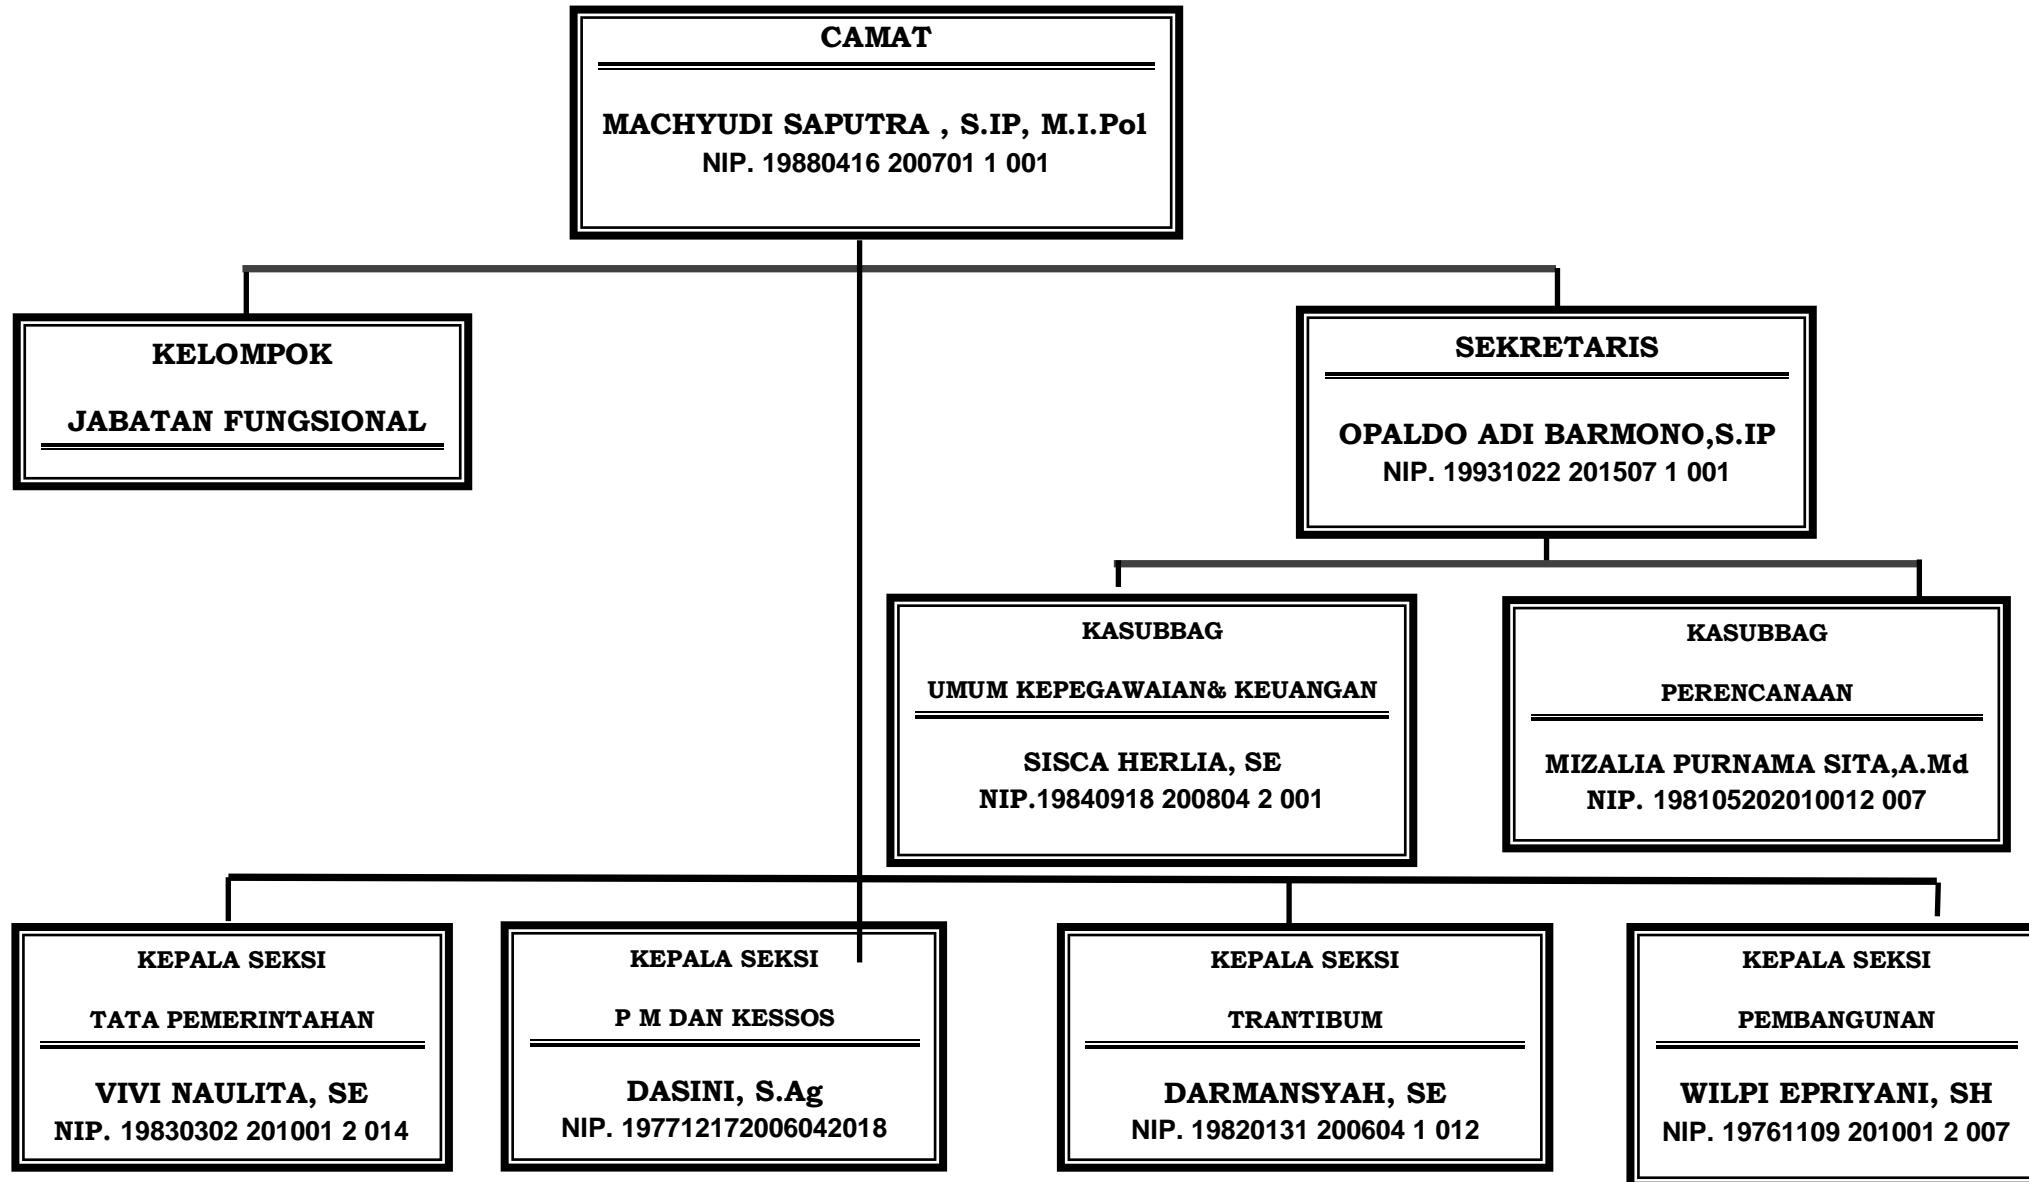 CAMAT
MACHYUDI SAPUTRA , S.IP, M.I.Pol
NIP. 19880416 200701 1 001
KELOMPOK
JABATAN FUNGSIONAL
SEKRETARIS
OPALDO ADI BARMONO,S.IP
NIP. 19931022 201507 1 001
KASUBBAG
UMUM KEPEGAWAIAN& KEUANGAN
SISCA HERLIA, SE
NIP.19840918 200804 2 001
KASUBBAG
PERENCANAAN
MIZALIA PURNAMA SITA,A.Md
NIP. 198105202010012 007
KEPALA SEKSI
TATA PEMERINTAHAN
VIVI NAULITA, SE
NIP. 19830302 201001 2 014
KEPALA SEKSI
P M DAN KESSOS
DASINI, S.Ag
NIP. 197712172006042018
KEPALA SEKSI
TRANTIBUM
DARMANSYAH, SE
NIP. 19820131 200604 1 012
KEPALA SEKSI
PEMBANGUNAN
WILPI EPRIYANI, SH
NIP. 19761109 201001 2 007